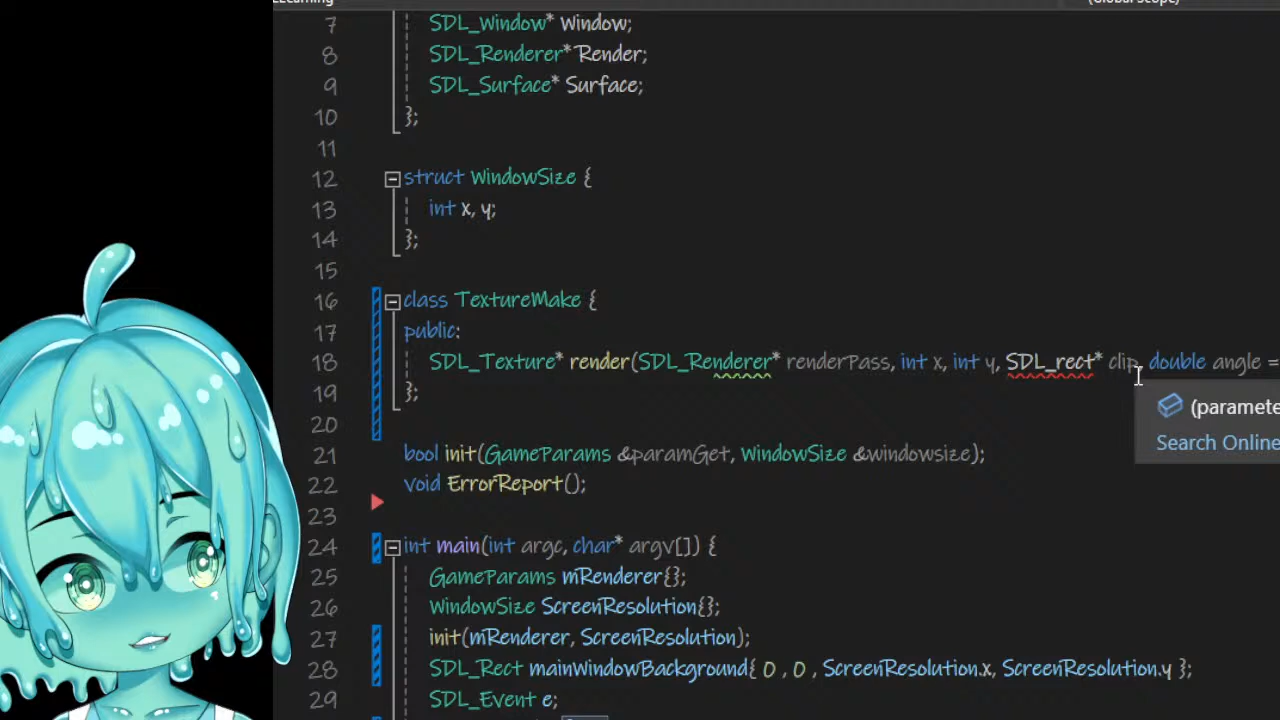 7 SDL_Window* Window;
8 SDL_Renderer* Render;
9 SDL_Surface* Surface;
10 };
11
12 struct WindowSize {
13 int x, y;
14 };
15
16 class TextureMake {
17 public:
18 SDL_Texture* render(SDL_Renderer* renderPass, int x, int y, SDL_rect* clip, double angle =
19 };
(paramete
20
Search Online
21 bool init(GameParams &paramGet, WindowSize &windowsize);
22 void ErrorReport();
23
24 int main(int argc, char* argv[]) {
25 GameParams mRenderer{};
26 WindowSize ScreenResolution{};
27 init(mRenderer, ScreenResolution);
28 SDL_Rect mainWindowBackground{ 0 , 0 , ScreenResolution.x, ScreenResolution.y };
29 SDL_Event e;